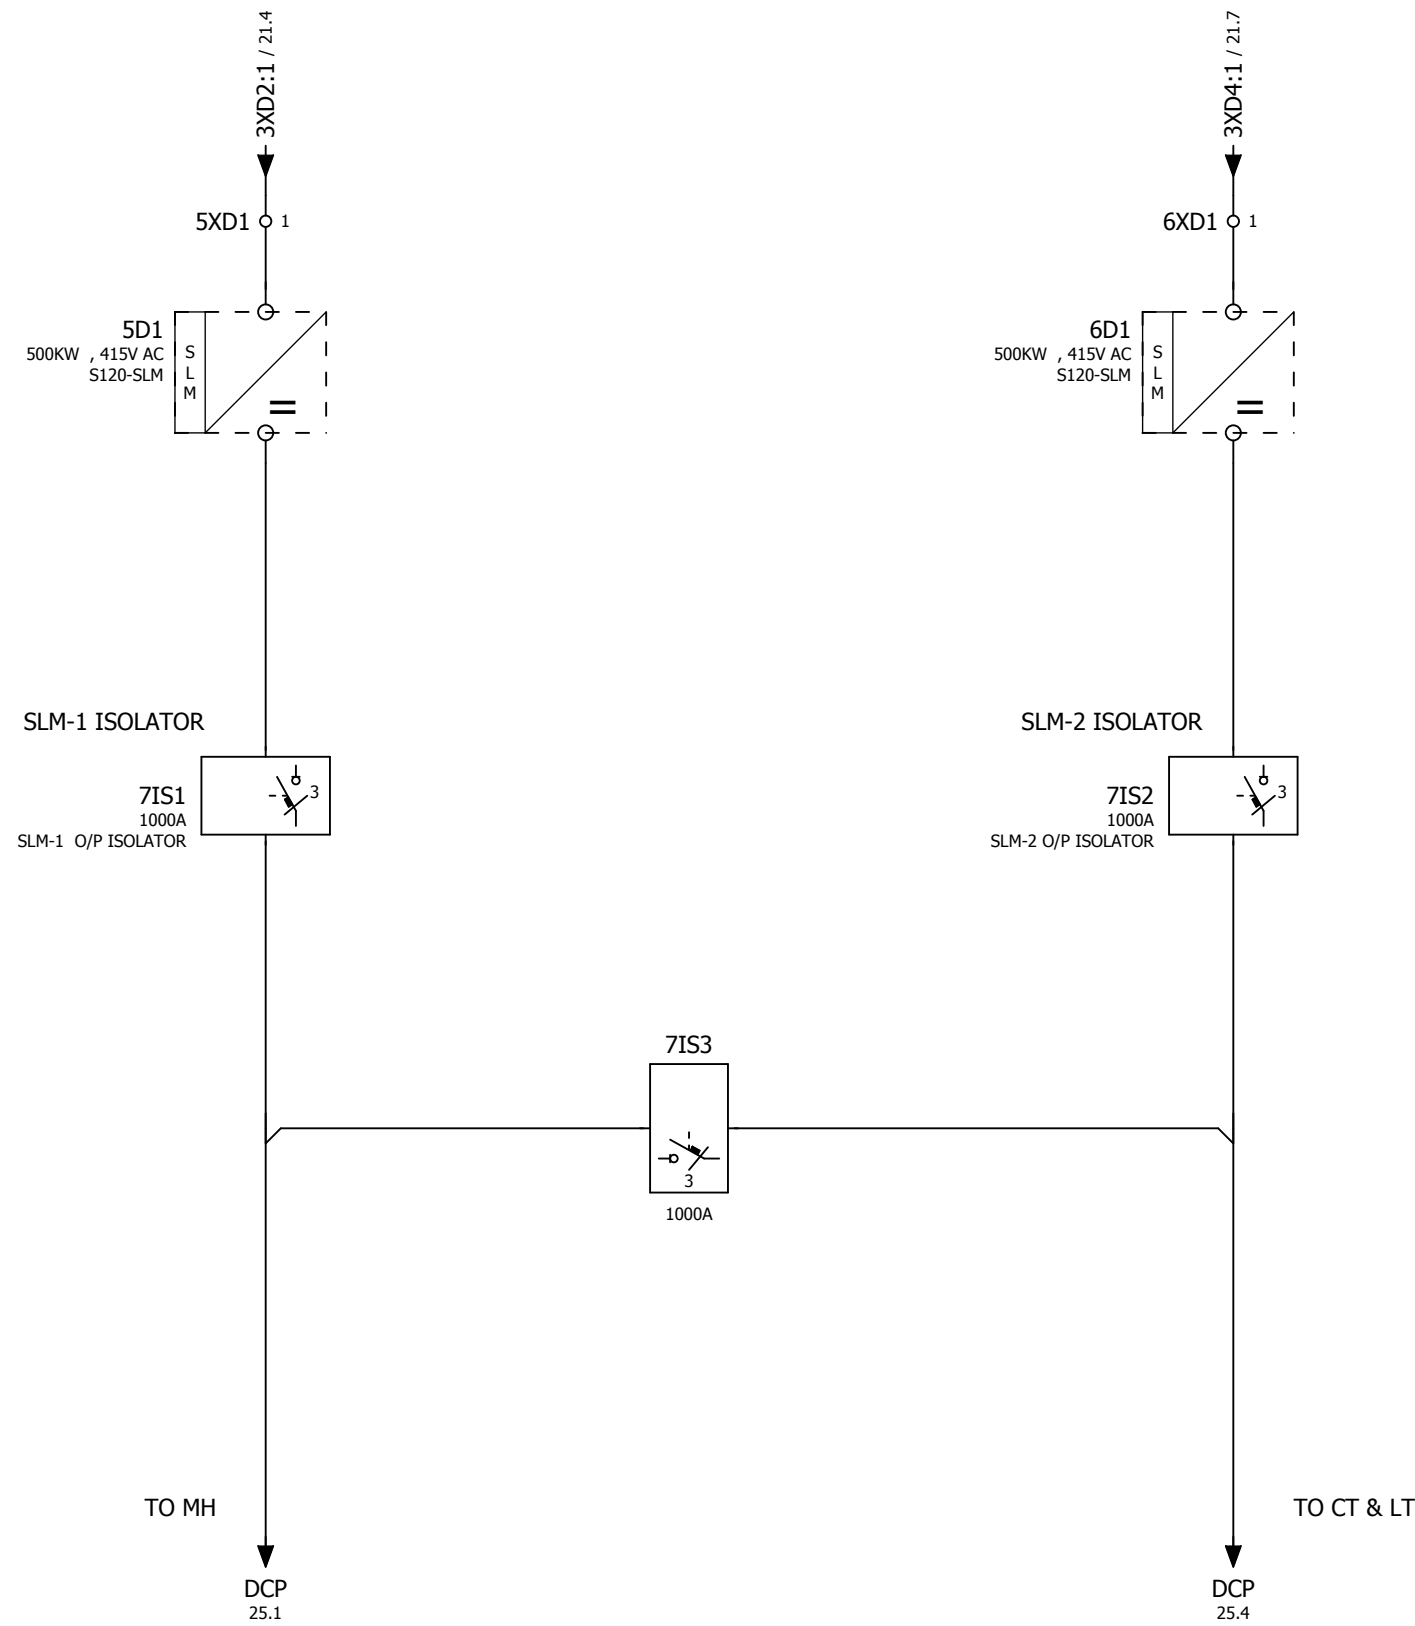 3XD2:1 / 21.4
3XD4:1 / 21.7
5XD1 1
6XD1 1
5D1
500KW , 415V AC
S120-SLM
S
L
M
=
6D1
500KW , 415V AC
S120-SLM
S
L
M
=
SLM-1 ISOLATOR
SLM-2 ISOLATOR
7IS1
1000A
SLM-1 O/P ISOLATOR
3
7IS2
1000A
SLM-2 O/P ISOLATOR
3
7IS3
3
1000A
TO MH
TO CT & LT
DCP
25.1
DCP
25.4